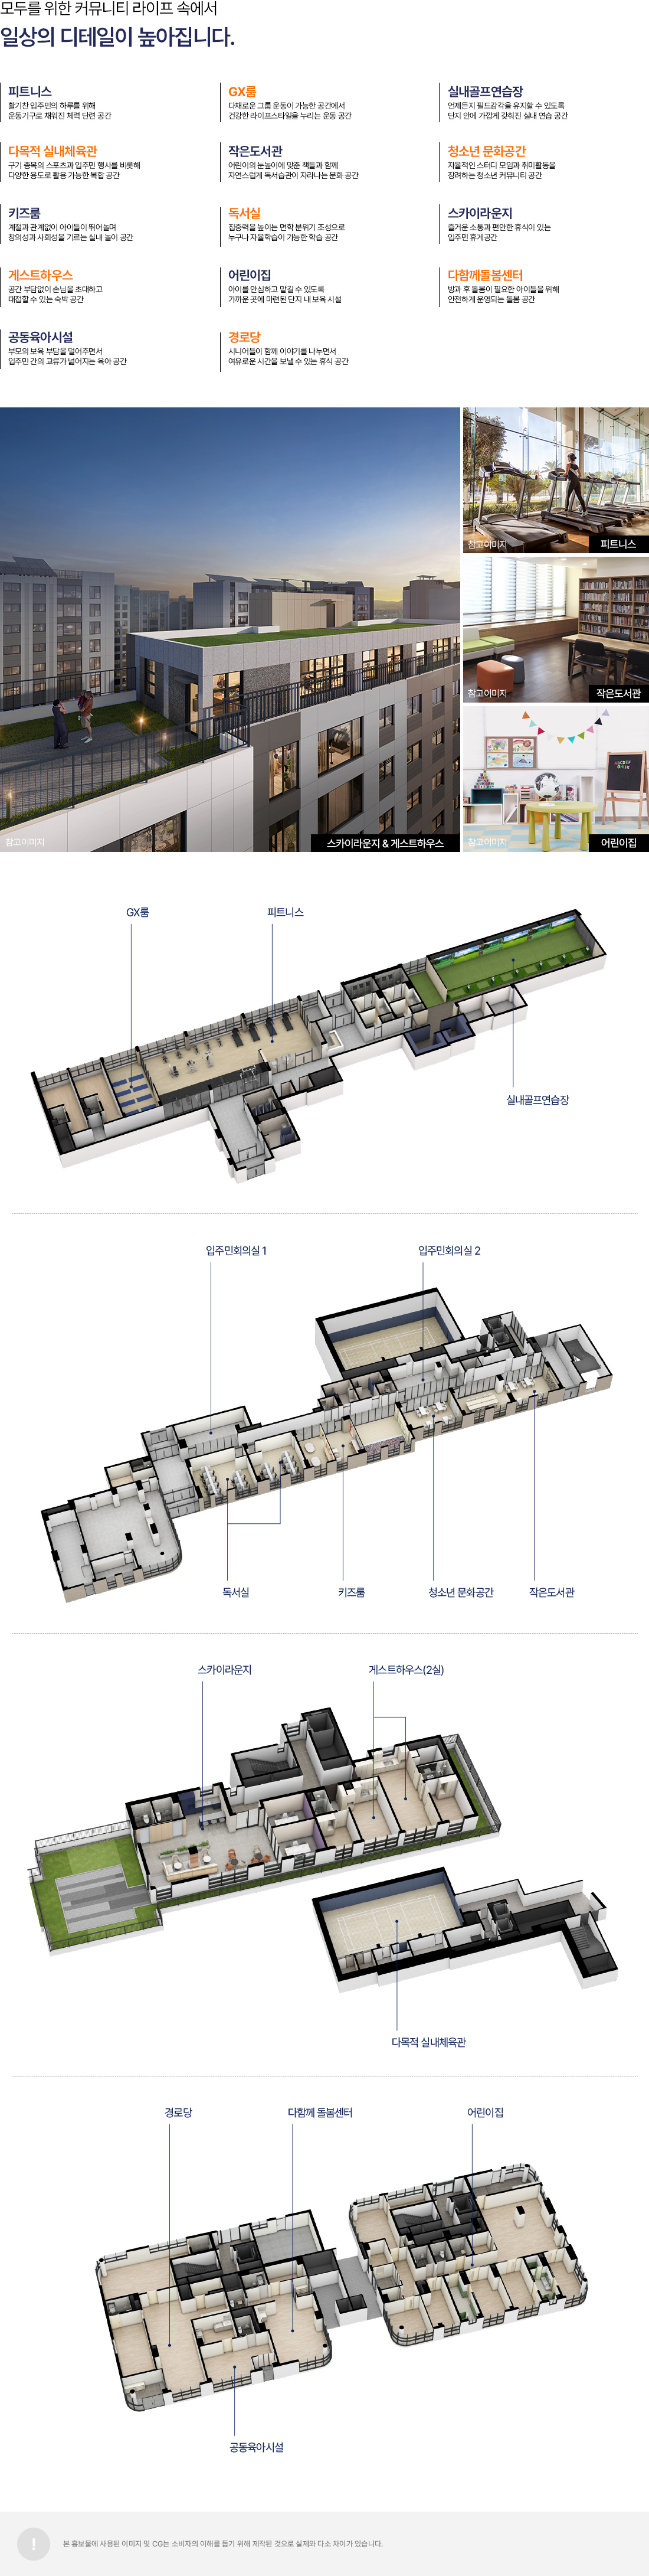 모두를 위한 커뮤니티 라이프 속에서
일상의 디테일이 높아집니다.
피트니스
활기찬 입주민의 하루를 위해
운동기구로 채워진 체력 단련 공간
GX룸
다채로운 그룹 운동이 가능한 공간에서
건강한 라이프스타일을 누리는 운동 공간
실내골프연습장
언제든지 필드감각을 유지할 수 있도록
단지 안에 가깝게 갖춰진 실내 연습 공간
다목적 실내체육관
구기 종목의 스포츠과 입주민 행사를 비롯해
다양한 용도로 활용 가능한 복합 공간
작은도서관
어린이의 눈높이에 맞춘 책들과 함께
자연스럽게 독서습관이 자라나는 문화 공간
청소년 문화공간
자율적인 스터디 모임과 취미활동을
장려하는 청소년 커뮤니티 공간
키즈룸
계절과 관계없이 아이들이 뛰어놀며
창의성과 사회성을 기르는 실내 놀이 공간
독서실
집중력을 높이는 면학 분위기 조성으로
누구나 자율학습이 가능한 학습 공간
스카이라운지
즐거운 소통과 편안한 휴식이 있는
입주민 휴게공간
게스트하우스
공간 부담없이 손님을 초대하고
대접할 수 있는 숙박 공간
어린이집
아이를 안심하고 맡길 수 있도록
가까운 곳에 마련된 단지 내 보육 시설
다함께돌봄센터
방과 후 돌봄이 필요한 아이들을 위해
안전하게 운영되는 돌봄 공간
공동육아시설
부모의 보육 부담을 덜어주면서
입주민 간의 교류가 넓어지는 육아 공간
경로당
시니어들이 함께 이야기를 나누면서
여유로운 시간을 보낼 수 있는 휴식 공간
참고이미지
스카이라운지 & 게스트하우스
참고이미지
피트니스
참고이미지
작은도서관
참고이미지
어린이집
GX룸
피트니스
실내골프연습장
입주민회의실 1
입주민회의실 2
독서실
키즈룸
청소년 문화공간
작은도서관
스카이라운지
게스트하우스(2실)
다목적 실내체육관
경로당
다함께 돌봄센터
어린이집
공동육아시설
!
본 홍보물에 사용된 이미지 및 CG는 소비자의 이해를 돕기 위해 제작된 것으로 실제와 다소 차이가 있습니다.